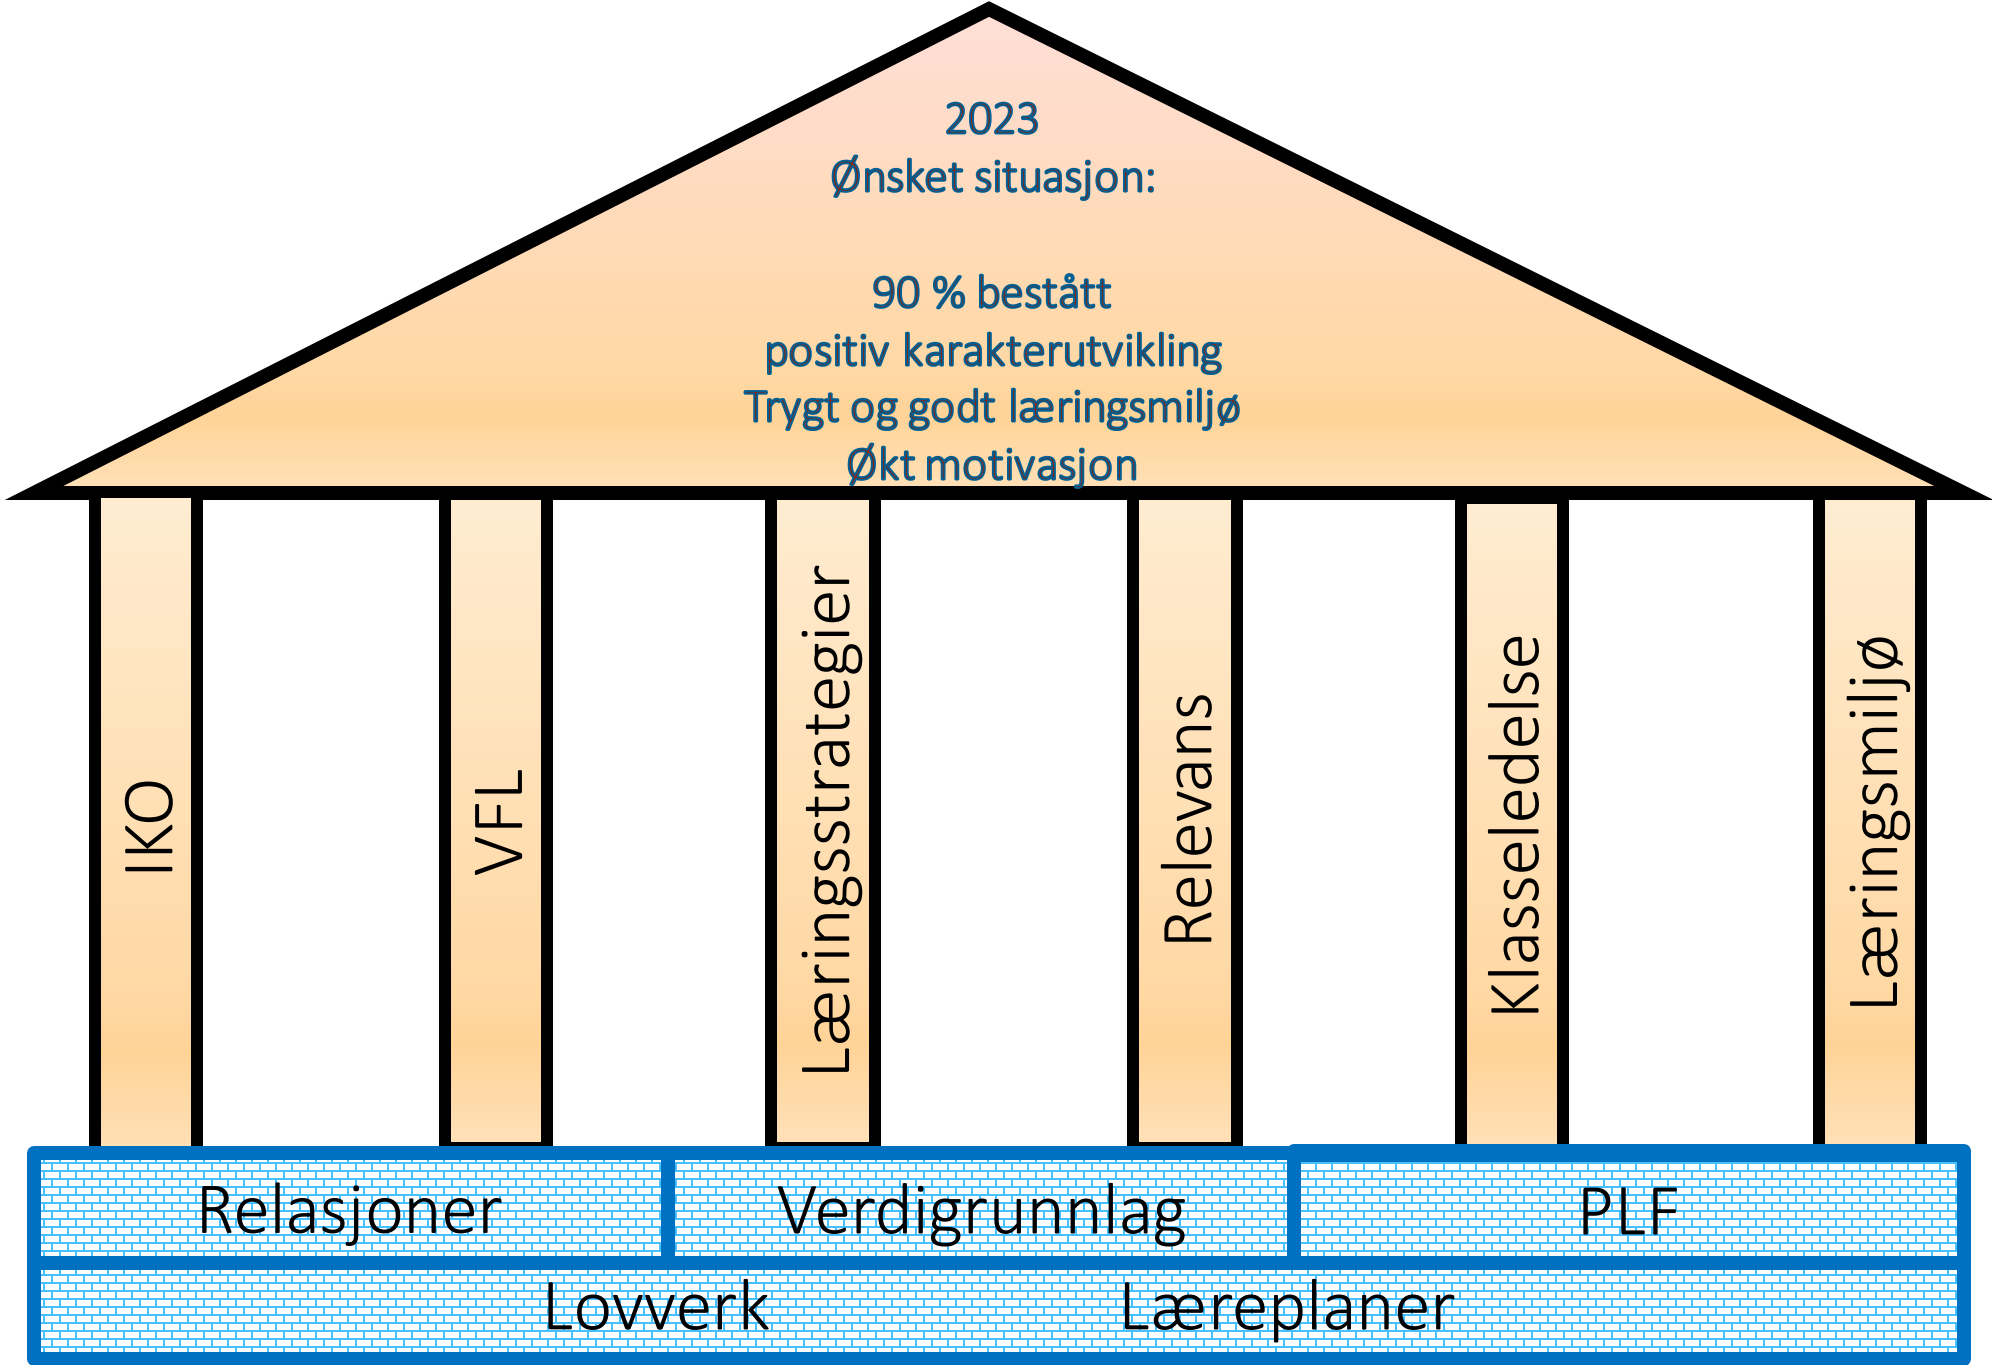 2023
Ønsket situasjon:
90 % bestått
positiv karakterutvikling
Trygt og godt læringsmiljø
Økt motivasjon
IKO
VFL
Læringsstrategier
Relevans
Klasseledelse
Læringsmiljø
Relasjoner
Verdigrunnlag
PLF
Lovverk
Læreplaner